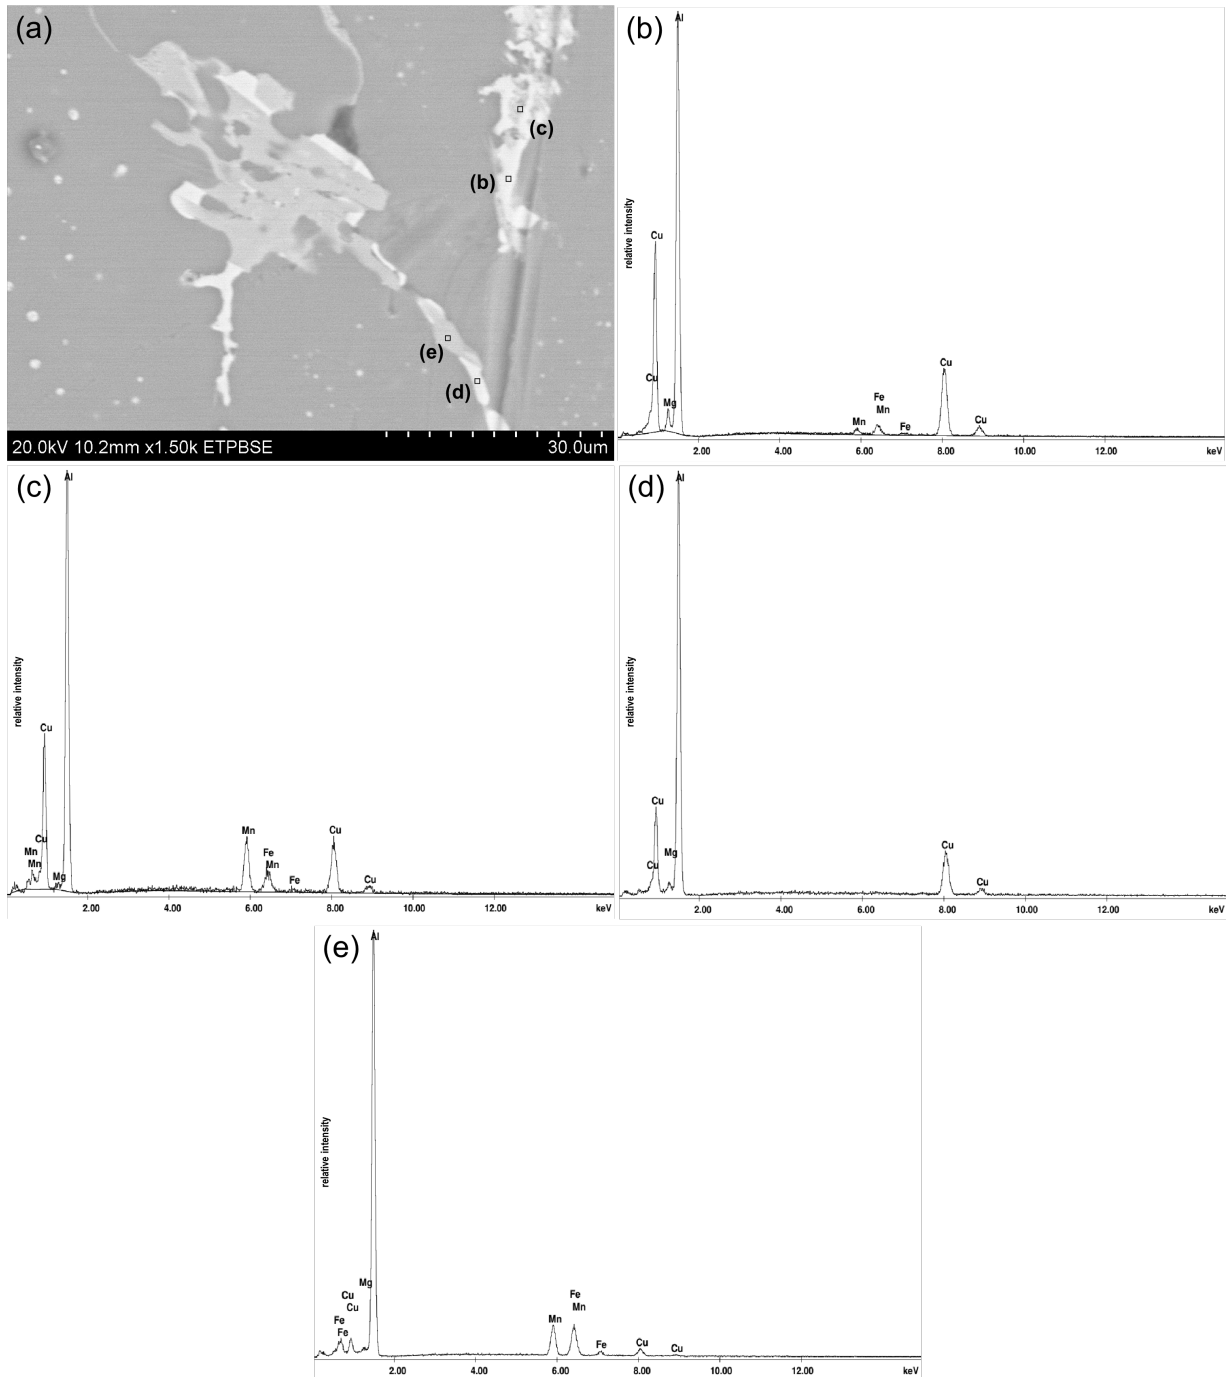 (a)
(c)
(b)
(e)
(d)
20.0kV 10.2mm x1.50k ETPBSE 30.0um
(b)
Al
relative intensity
Cu
Cu
Mg
Mn
Fe
Mn
Fe
Cu
Cu
2.00 4.00 6.00 8.00 10.00 12.00 keV
(c)
Al
relative intensity
Cu
Cu
Mn
Mn
Mg
Mn
Fe
Mn
Fe
Cu
Cu
2.00 4.00 6.00 8.00 10.00 12.00 keV
(d)
Al
relative intensity
Cu
Cu
Mg
Cu
Cu
2.00 4.00 6.00 8.00 10.00 12.00 keV
(e)
Al
relative intensity
Mg
Cu
Cu
Fe
Fe
Mn
Fe
Mn
Fe
Cu
Cu
2.00 4.00 6.00 8.00 10.00 12.00 keV